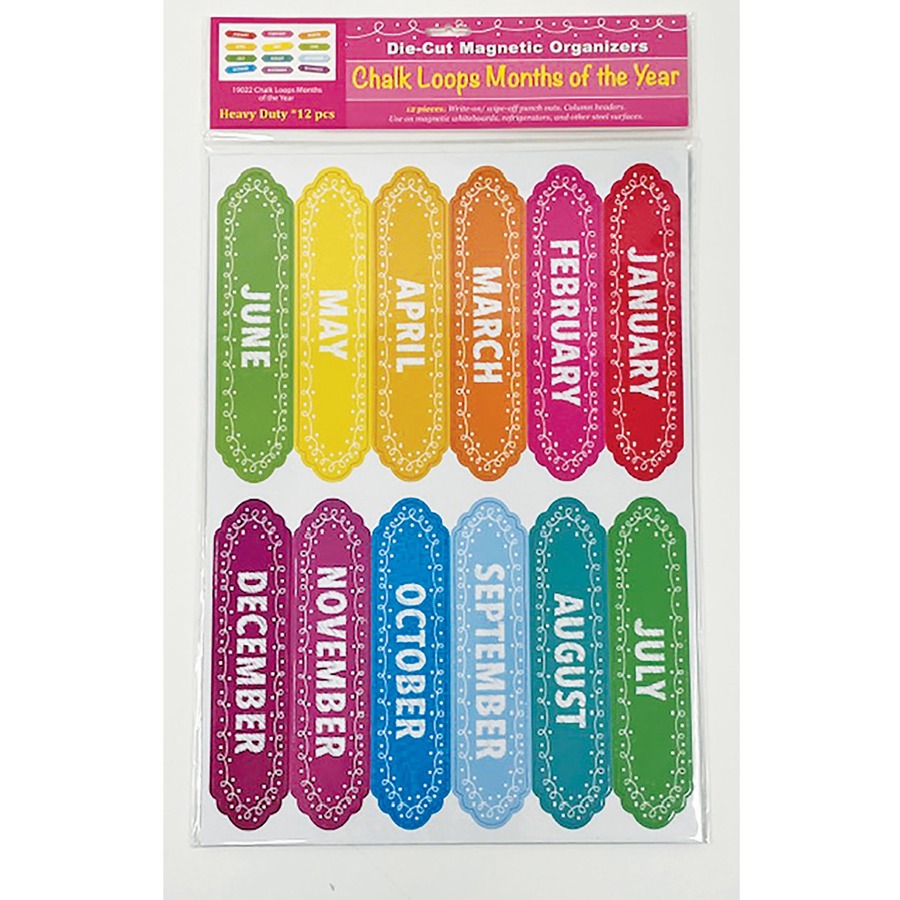 Die-Cut Magnetic Organizers
Chalk Loops Months of the Year
12 pieces: Write-on/ wipe-off punch outs. Column headers.
Use on magnetic whiteboards, refrigerators, and other steel surfaces.
19022 Chalk Loops Months
of the Year
Heavy Duty *12 pcs
JUNE
MAY
APRIL
MARCH
FEBRUARY
JANUARY
DECEMBER
NOVEMBER
OCTOBER
SEPTEMBER
AUGUST
JULY